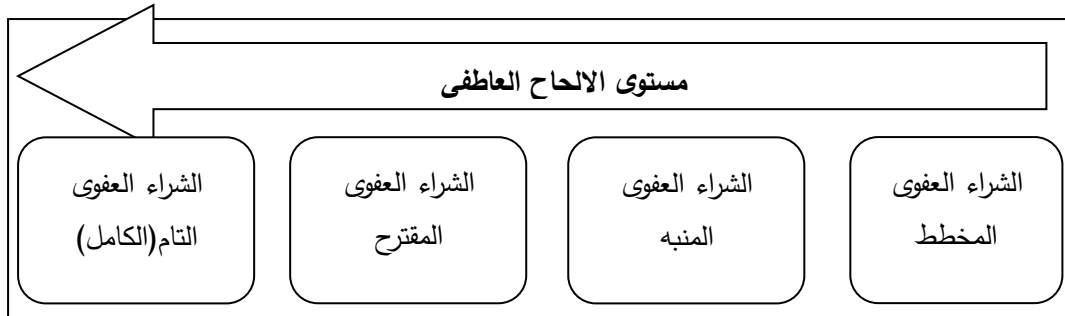 مستوى الالحاح العاطفى
الشراء العفوى
المخطط
الشراء العفوى
المنبه
الشراء العفوى
المقترح
الشراء العفوى
التام(الكامل)